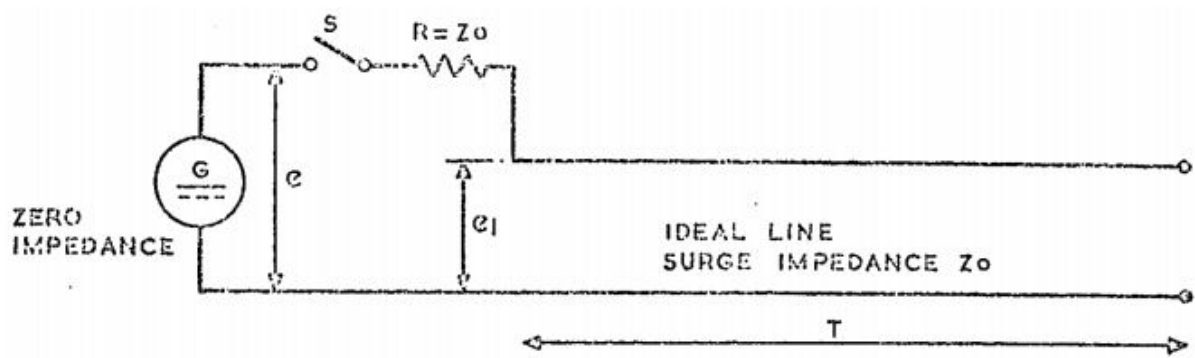 S
R = Zo
G
e
ZERO
IMPEDANCE
e1
IDEAL LINE
SURGE IMPEDANCE Zo
T